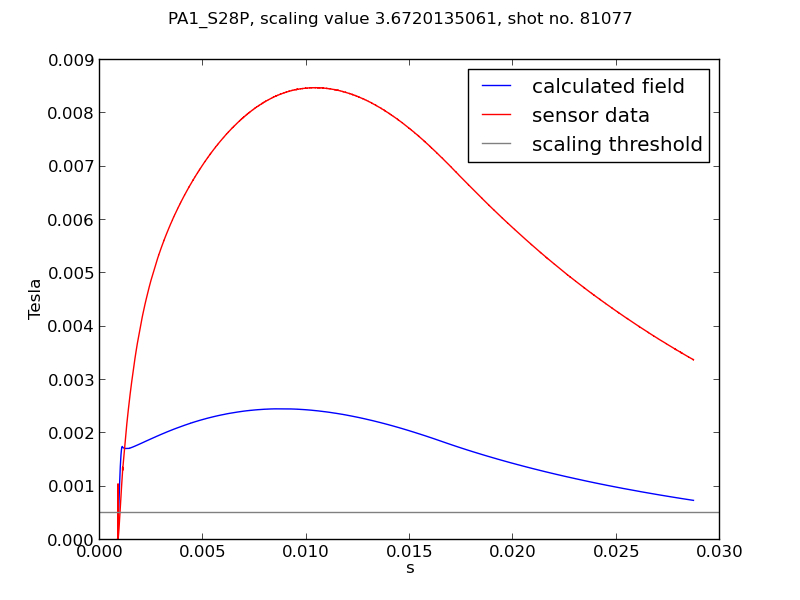 PA1_S28P, scaling value 3.6720135061, shot no. 81077
calculated field
sensor data
scaling threshold
Tesla
0.009
0.008
0.007
0.006
0.005
0.004
0.003
0.002
0.001
0.000
0.000 0.005 0.010 0.015 0.020 0.025 0.030
s